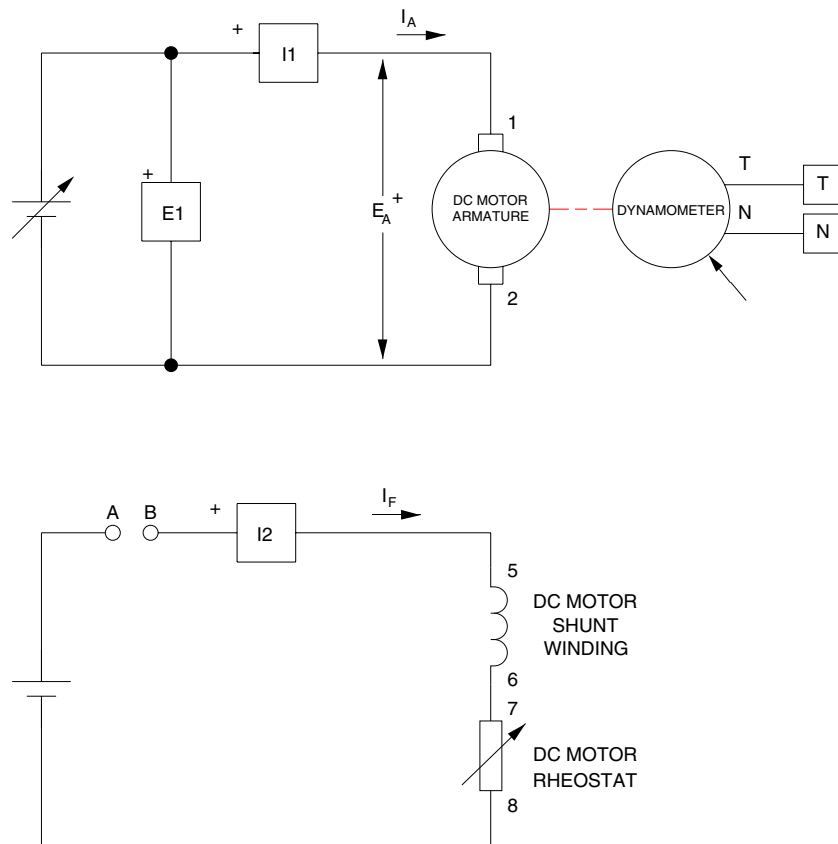 I_A
+
I1
+
E1
E_A +
1
DC MOTOR
ARMATURE
2
DYNAMOMETER
T
T
N
N
A
B
+
I2
I_F
5
DC MOTOR
SHUNT
WINDING
6
7
DC MOTOR
RHEOSTAT
8